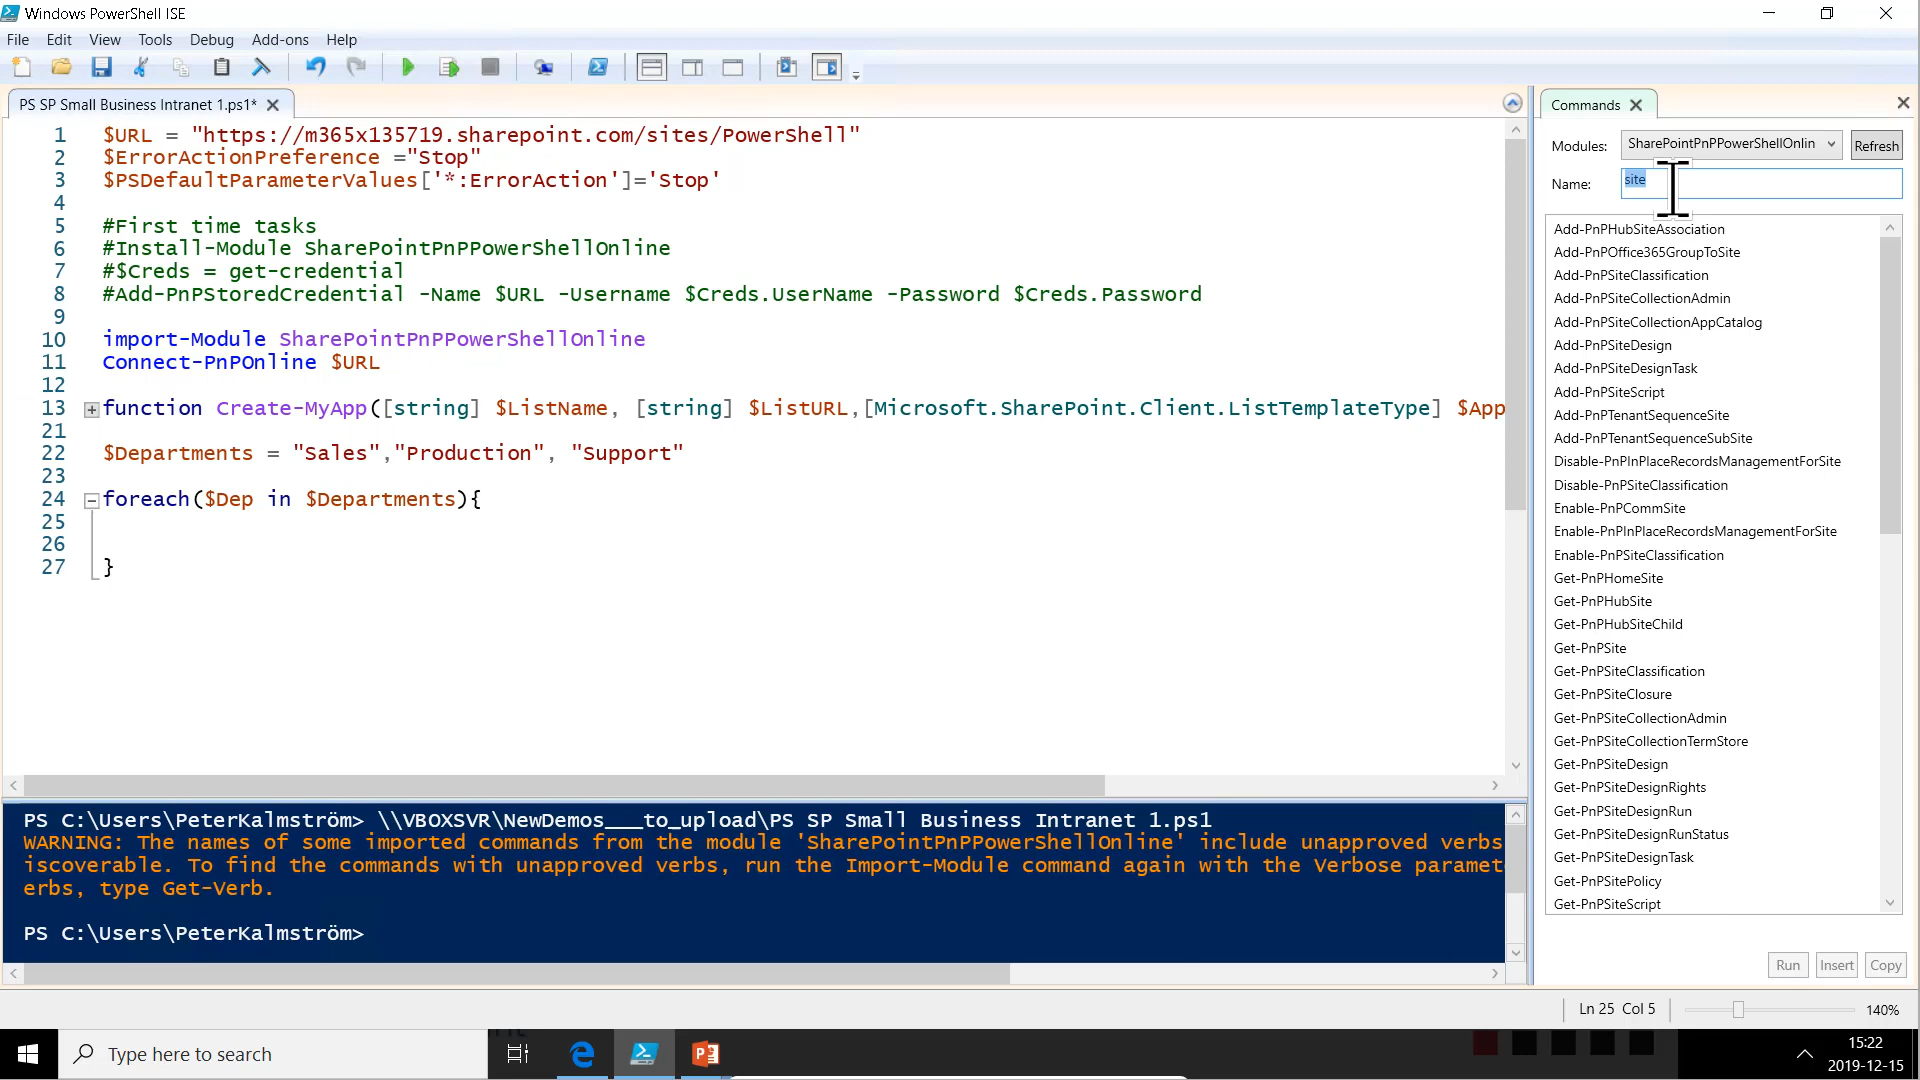 Windows PowerShell ISE
File Edit View Tools Debug Add-ons Help
PS SP Small Business Intranet 1.ps1*
1 $URL = "https://m365x135719.sharepoint.com/sites/PowerShell"
2 $ErrorActionPreference ="Stop"
3 $PSDefaultParameterValues['*:ErrorAction']='Stop'
4
5 #First time tasks
6 #Install-Module SharePointPnPPowerShellOnline
7 #$Creds = get-credential
8 #Add-PnPStoredCredential -Name $URL -Username $Creds.UserName -Password $Creds.Password
9
10 import-Module SharePointPnPPowerShellOnline
11 Connect-PnPOnline $URL
12
13 function Create-MyApp([string] $ListName, [string] $ListURL,[Microsoft.SharePoint.Client.ListTemplateType] $App
21
22 $Departments = "Sales","Production", "Support"
23
24 foreach($Dep in $Departments){
25
26
27 }
PS C:\Users\PeterKalmström> \\VBOXSVR\NewDemos___to_upload\PS SP Small Business Intranet 1.ps1
WARNING: The names of some imported commands from the module 'SharePointPnPPowerShellOnline' include unapproved verbs
iscoverable. To find the commands with unapproved verbs, run the Import-Module command again with the Verbose paramet
erbs, type Get-Verb.
PS C:\Users\PeterKalmström>
Commands
Modules: SharePointPnPPowerShellOnlin Refresh
Name: site
Add-PnPHubSiteAssociation
Add-PnPOffice365GroupToSite
Add-PnPSiteClassification
Add-PnPSiteCollectionAdmin
Add-PnPSiteCollectionAppCatalog
Add-PnPSiteDesign
Add-PnPSiteDesignTask
Add-PnPSiteScript
Add-PnPTenantSequenceSite
Add-PnPTenantSequenceSubSite
Disable-PnPInPlaceRecordsManagementForSite
Disable-PnPSiteClassification
Enable-PnPCommSite
Enable-PnPInPlaceRecordsManagementForSite
Enable-PnPSiteClassification
Get-PnPHomeSite
Get-PnPHubSite
Get-PnPHubSiteChild
Get-PnPSite
Get-PnPSiteClassification
Get-PnPSiteClosure
Get-PnPSiteCollectionAdmin
Get-PnPSiteCollectionTermStore
Get-PnPSiteDesign
Get-PnPSiteDesignRights
Get-PnPSiteDesignRun
Get-PnPSiteDesignRunStatus
Get-PnPSiteDesignTask
Get-PnPSitePolicy
Get-PnPSiteScript
Run Insert Copy
Ln 25 Col 5 140%
Type here to search
15:22
2019-12-15